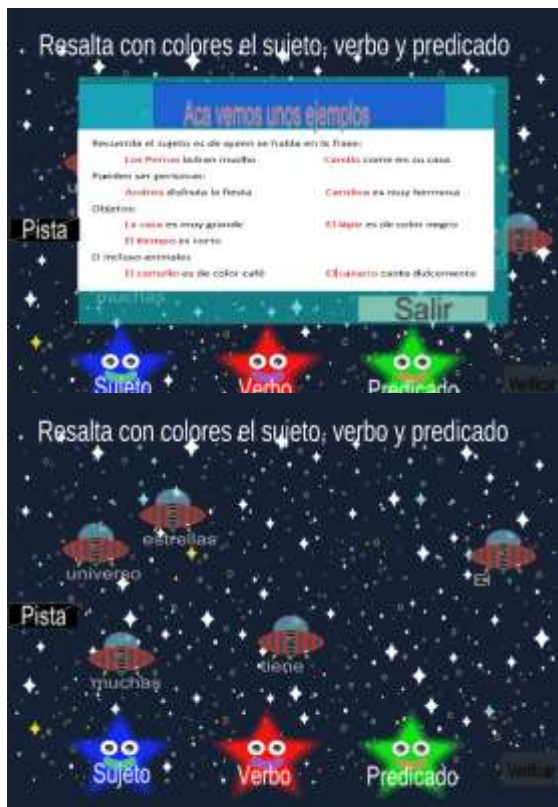 Resalta con colores el sujeto, verbo y predicado
Aca vemos unos ejemplos
Recuerda el sujeto es de quien se habla en la frase:
Los Perros ladran mucho
Camilo come en su casa
Pueden ser personas:
Andrea disfruta la fiesta
Carolina es muy hermosa
Objetos:
La casa es muy grande
El lápiz es de color negro
El tiempo es corto
O incluso animales
El es de color café
El canario canta dulcemente
Pista
muchas
Salir
Sujeto
Verbo
Predicado
Verificar
Resalta con colores el sujeto, verbo y predicado
estrellas
universo
Pista
muchas
tiene
Sujeto
Verbo
Predicado
Verificar